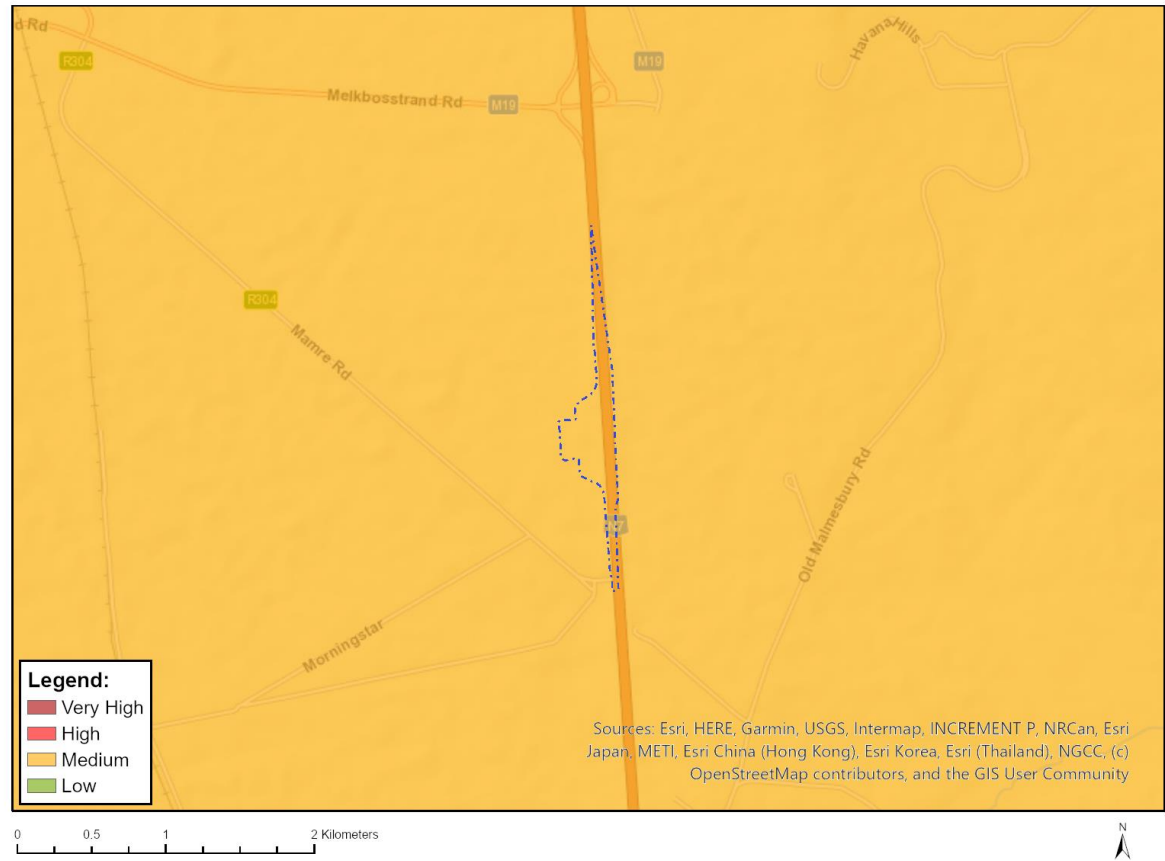 d Rd
R304
Melkbosstrand Rd
M19
M19
Havana Hills
R304
Mamre Rd
Old Malmesbury Rd
Morningstar
Legend:
Very High
High
Medium
Low
Sources: Esri, HERE, Garmin, USGS, Intermap, INCREMENT P, NRCan, Esri
Japan, METI, Esri China (Hong Kong), Esri Korea, Esri (Thailand), NGCC, (c)
OpenStreetMap contributors, and the GIS User Community
0 0.5 1 2 Kilometers
N